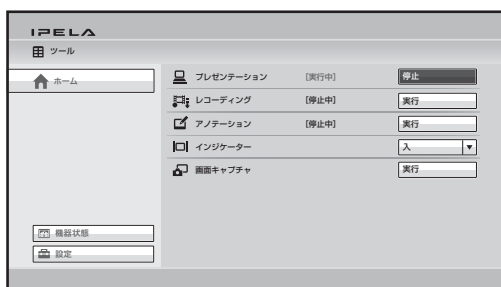 IPELA
ツール
ホーム
プレゼンテーション [実行中] 停止
レコーディング [停止中] 実行
アノテーション [停止中] 実行
インジケーター 入
画面キャプチャ 実行
機器状態
設定